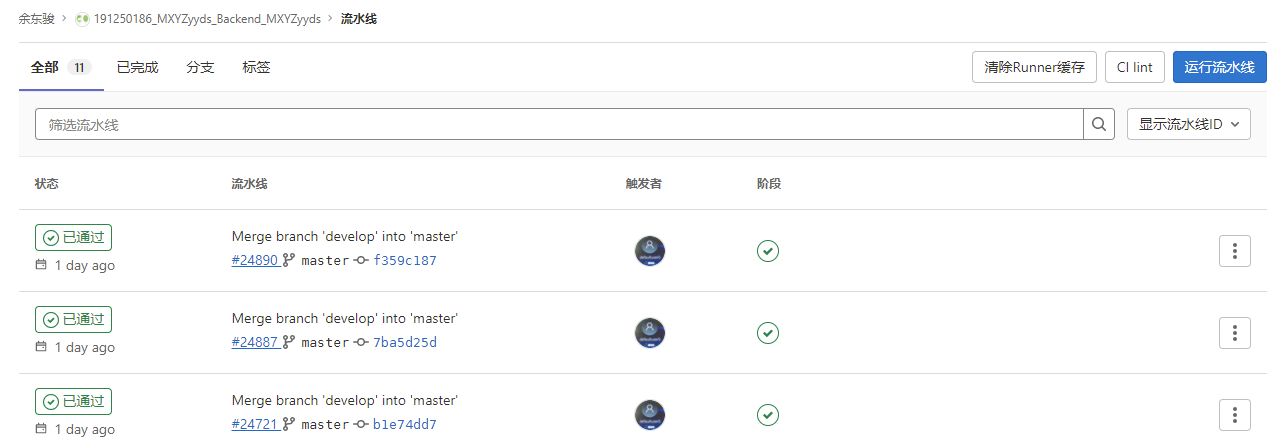 余东骏 > 191250186_MXYZyyds_Backend_MXYZyyds > 流水线
全部 11 已完成 分支 标签 清除Runner缓存 CI lint 运行流水线
筛选流水线 显示流水线ID
状态 流水线 触发者 阶段
已通过 Merge branch 'develop' into 'master'
1 day ago #24890 master f359c187
已通过 Merge branch 'develop' into 'master'
1 day ago #24887 master 7ba5d25d
已通过 Merge branch 'develop' into 'master'
1 day ago #24721 master b1e74dd7